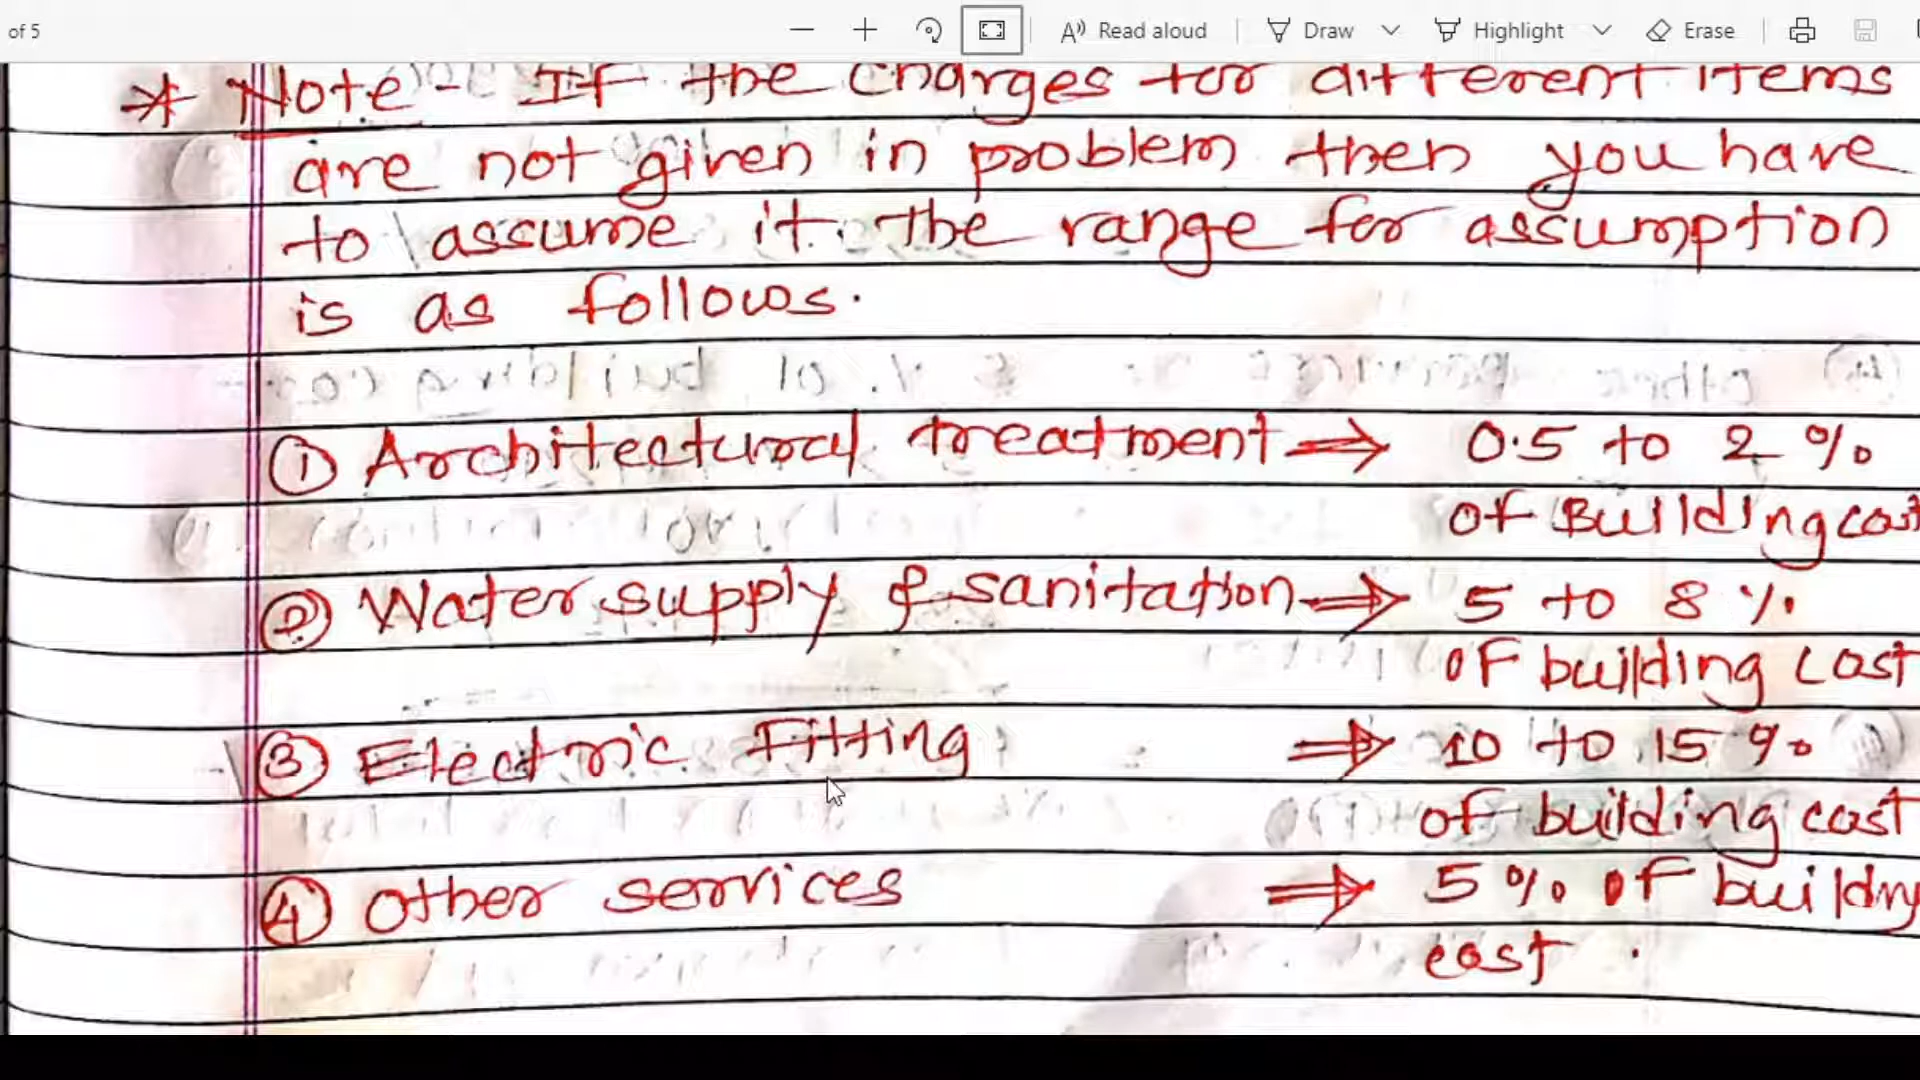 of 5
Read aloud
Draw
Highlight
Erase
* Note - If the charges for different items
are not given in problem then you have
to assume it. The range for assumption
is as follows.
① Architectural treatment ⇒ 0.5 to 2 %
of Building cost
② Water supply & sanitation ⇒ 5 to 8 %.
of building cost
③ Electric Fitting ⇒ 10 to 15 %
of building cost
④ Other services ⇒ 5 % of building
cost.